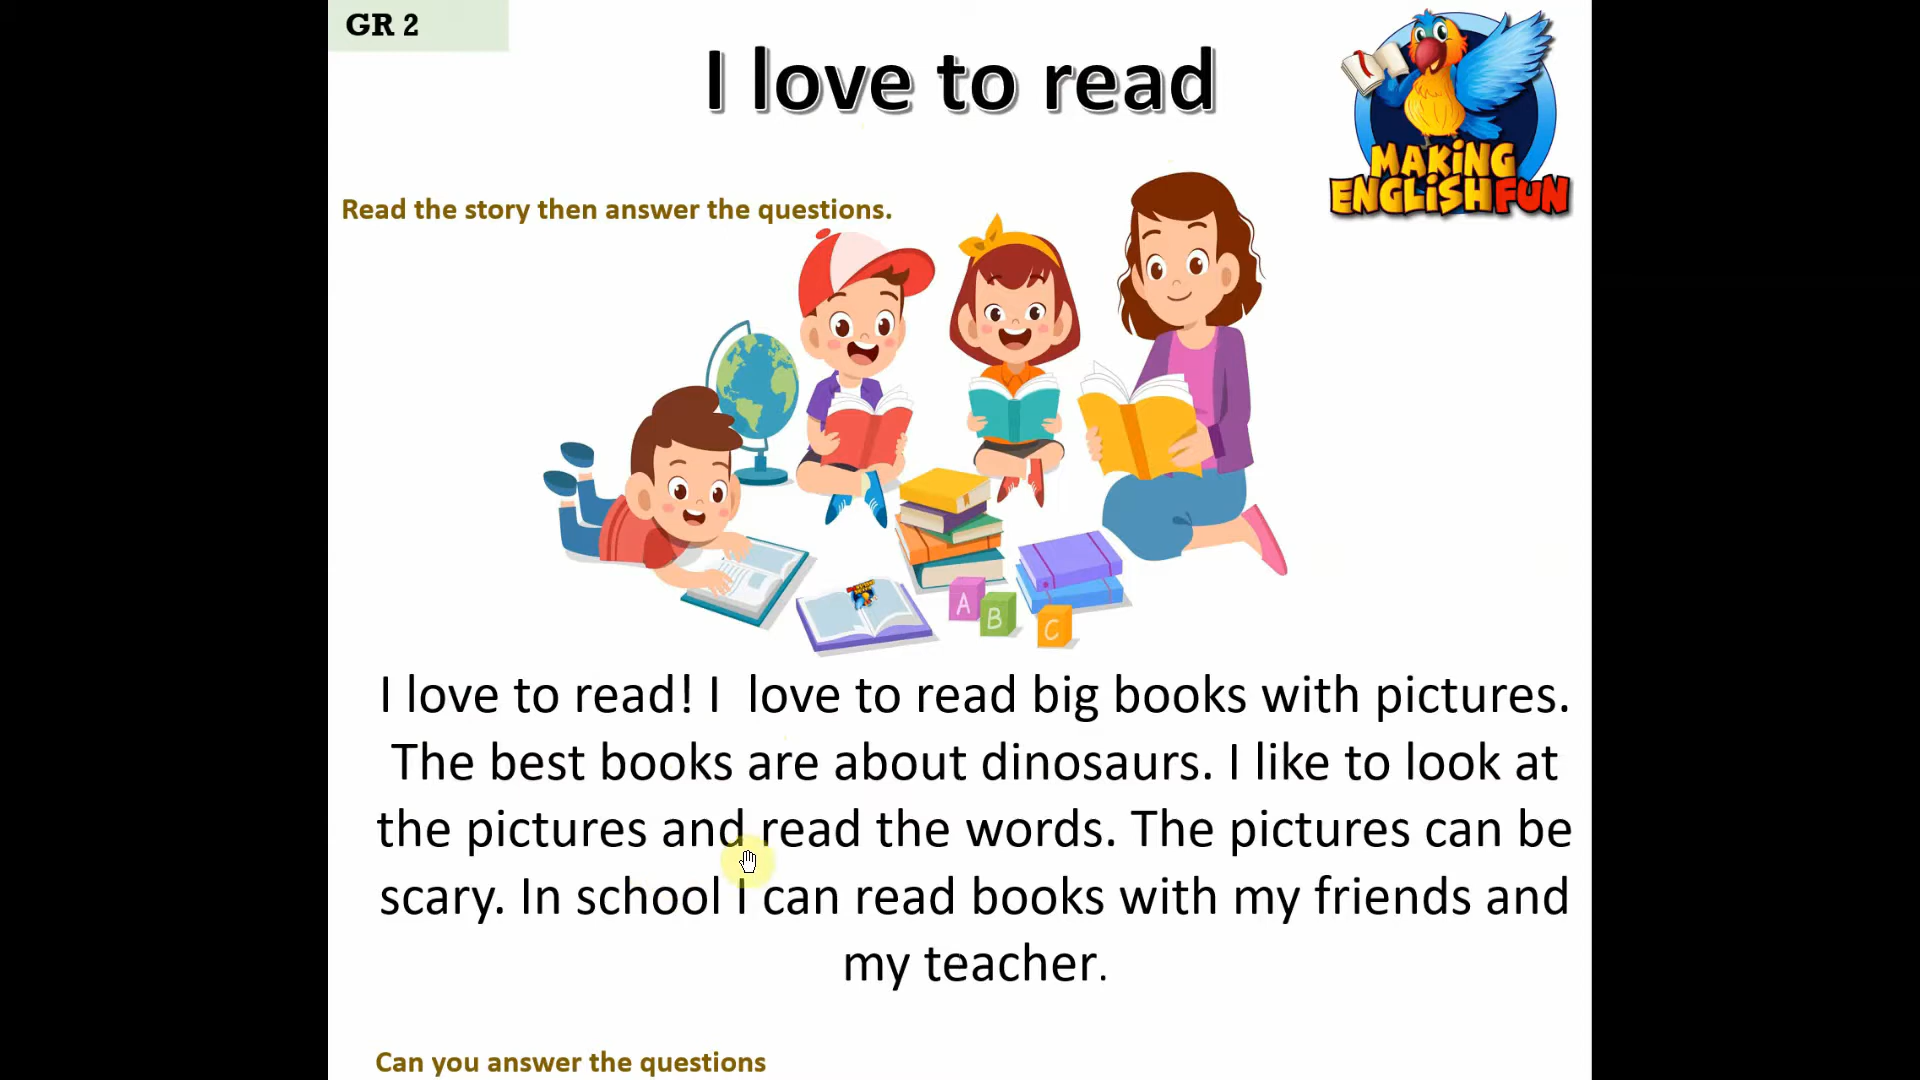 GR 2
I love to read
MAKING
ENGLISH FUN
Read the story then answer the questions.
A
B
C
I love to read! I  love to read big books with pictures.
The best books are about dinosaurs. I like to look at
the pictures and read the words. The pictures can be
scary. In school I can read books with my friends and
my teacher.
Can you answer the questions